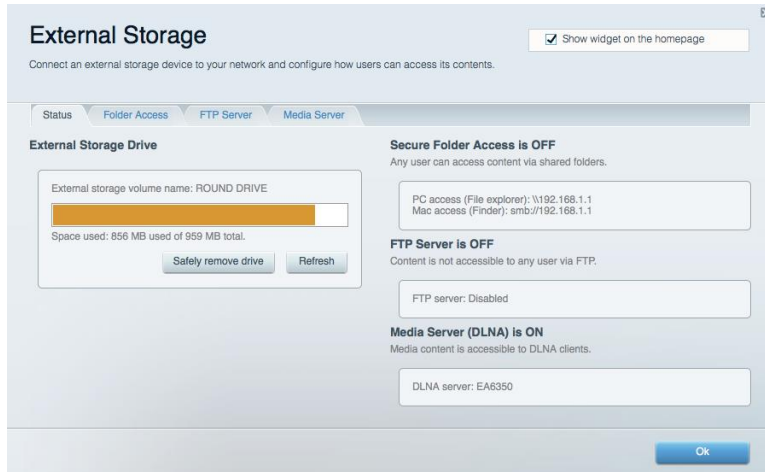 External Storage
Show widget on the homepage
Connect an external storage device to your network and configure how users can access its contents.
Status
Folder Access
FTP Server
Media Server
External Storage Drive
External storage volume name: ROUND DRIVE
Space used: 856 MB used of 959 MB total.
Safely remove drive
Refresh
Secure Folder Access is OFF
Any user can access content via shared folders.
PC access (File explorer): \\192.168.1.1
Mac access (Finder): smb://192.168.1.1
FTP Server is OFF
Content is not accessible to any user via FTP.
FTP server: Disabled
Media Server (DLNA) is ON
Media content is accessible to DLNA clients.
DLNA server: EA6350
Ok